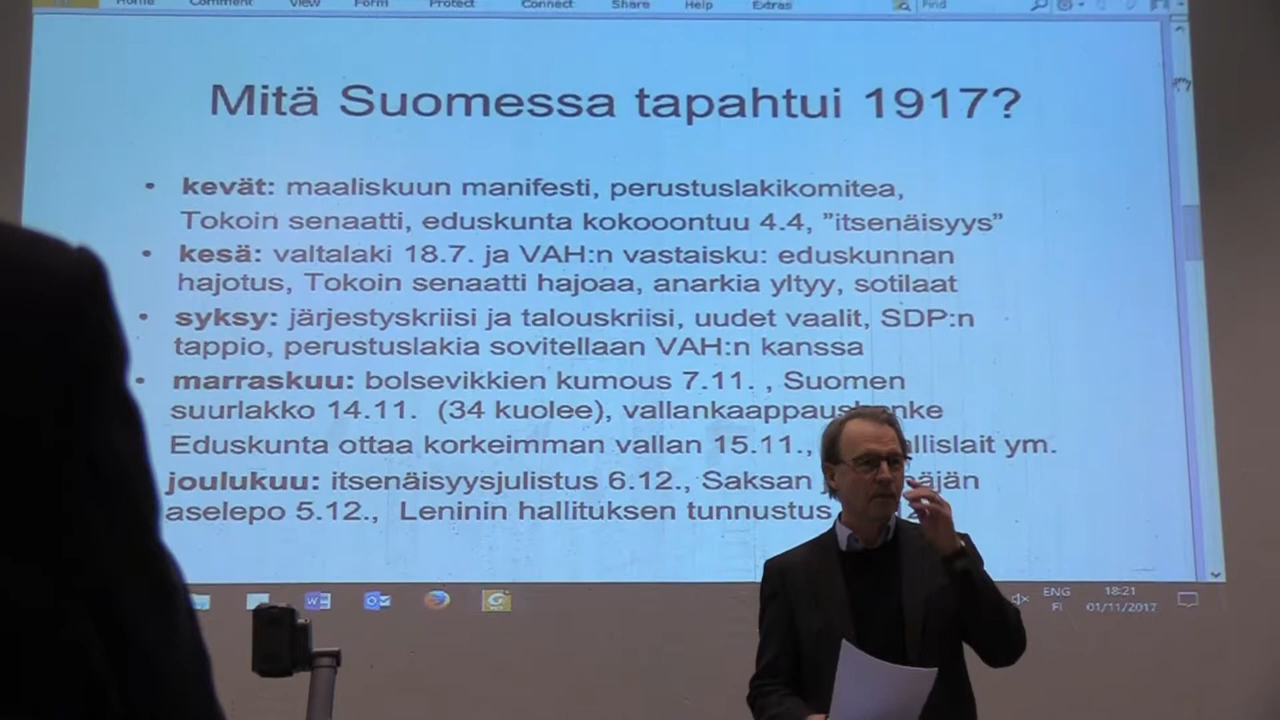 Home Comment View Form Protect Connect Share Help Extras Find
Mitä Suomessa tapahtui 1917?
• kevät: maaliskuun manifesti, perustuslakikomitea,
Tokoin senaatti, eduskunta kokooontuu 4.4, ”itsenäisyys”
• kesä: valtalaki 18.7. ja VAH:n vastaisku: eduskunnan
hajotus, Tokoin senaatti hajoaa, anarkia yltyy, sotilaat
• syksy: järjestyskriisi ja talouskriisi, uudet vaalit, SDP:n
tappio, perustuslakia sovitellaan VAH:n kanssa
• marraskuu: bolsevikkien kumous 7.11. , Suomen
suurlakko 14.11. (34 kuolee), vallankaappaushanke
Eduskunta ottaa korkeimman vallan 15.11., ym.
joulukuu: itsenäisyysjulistus 6.12., Saksan
aselepo 5.12., Leninin hallituksen tunnustus
ENG 18:21
FI 01/11/2017